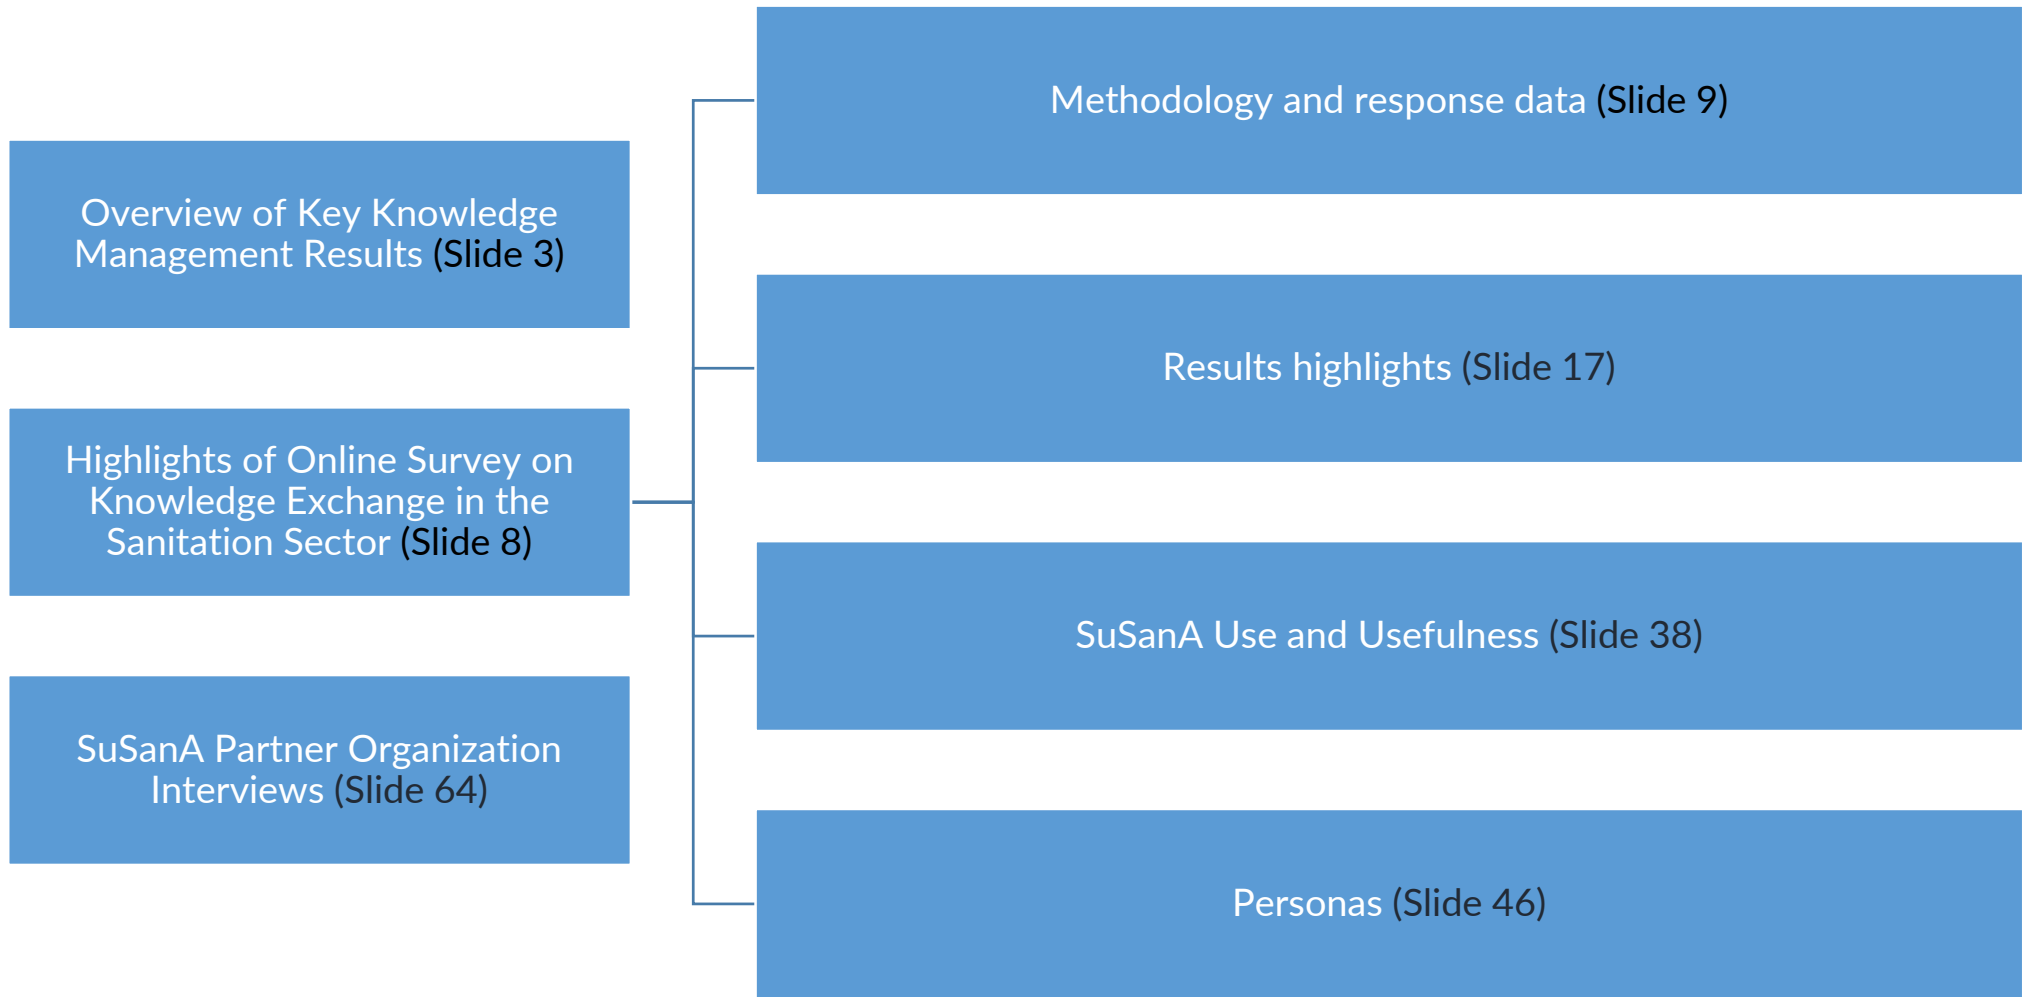 Overview of Key Knowledge
Management Results (Slide 3)
Highlights of Online Survey on
Knowledge Exchange in the
Sanitation Sector (Slide 8)
SuSanA Partner Organization
Interviews (Slide 64)
Methodology and response data (Slide 9)
Results highlights (Slide 17)
SuSanA Use and Usefulness (Slide 38)
Personas (Slide 46)